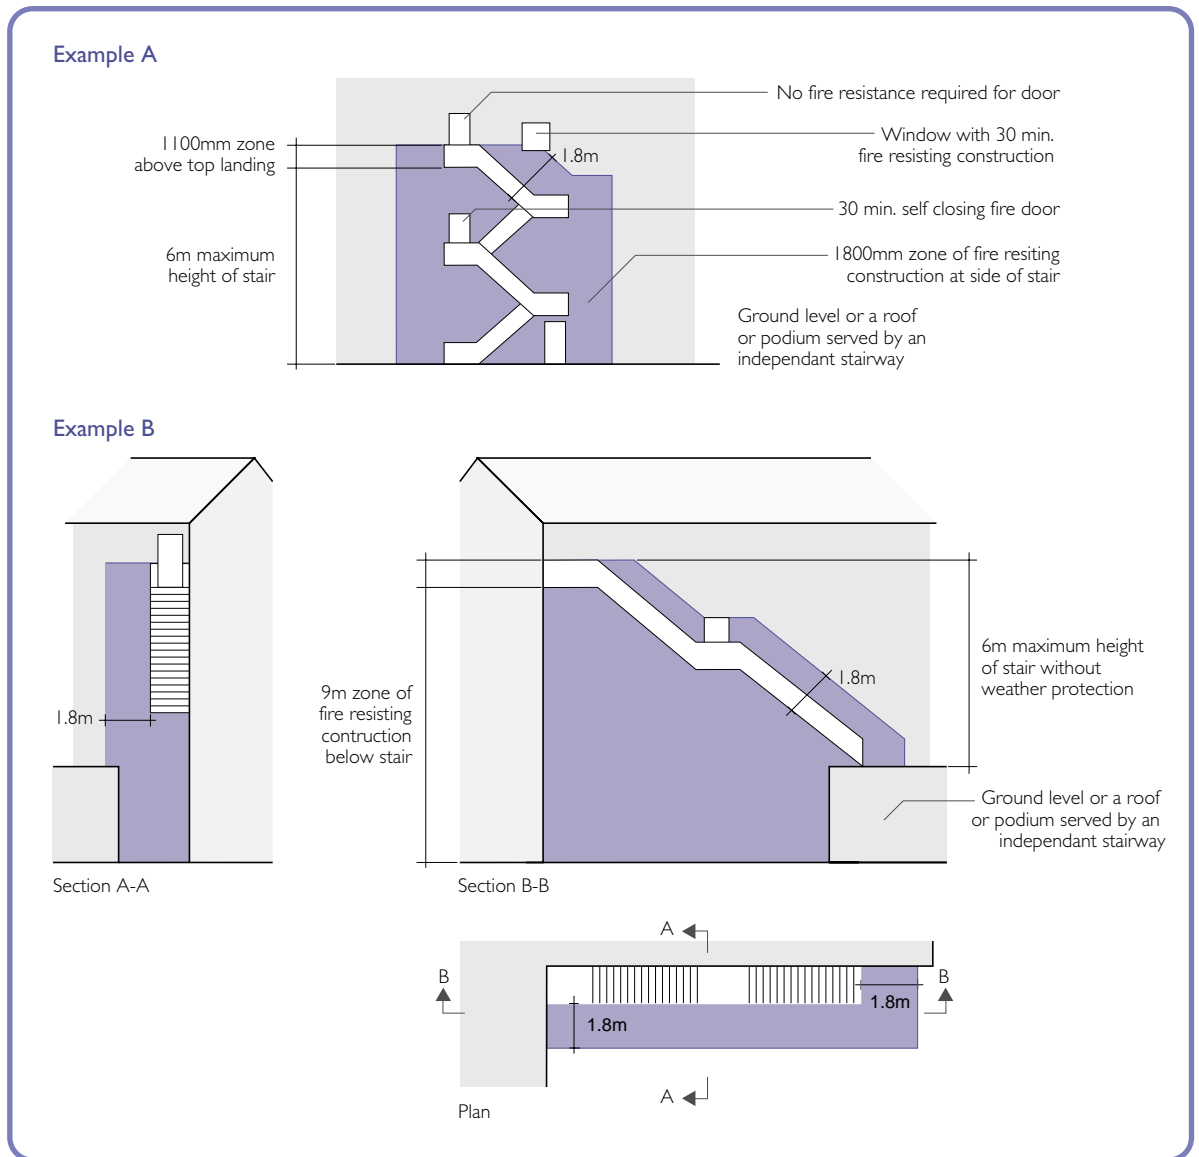 Example A
No fire resistance required for door
1100mm zone
above top landing
1.8m
Window with 30 min.
fire resisting construction
30 min. self closing fire door
6m maximum
height of stair
1800mm zone of fire resiting
construction at side of stair
Ground level or a roof
or podium served by an
independant stairway
Example B
1.8m
Section A-A
9m zone of
fire resisting
contruction
below stair
1.8m
6m maximum height
of stair without
weather protection
Ground level or a roof
or podium served by an
independant stairway
Section B-B
A
B
B
1.8m
1.8m
A
Plan